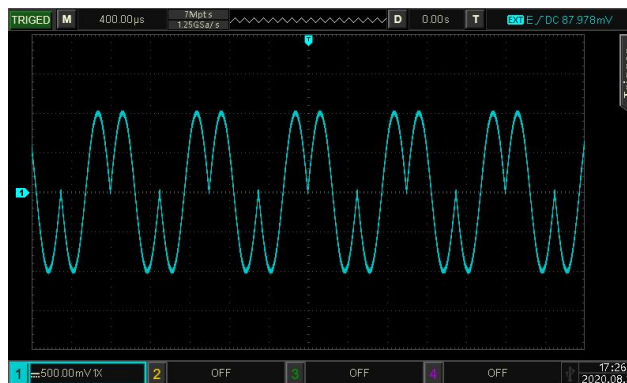 TRIGED M 400.00μs 7Mpts D 0.00s T EXT E DC 87.978mV
1.25GSa/s
T
1
1 500.00mV 1X 2 OFF 3 OFF 4 OFF 17:26
2020.08.